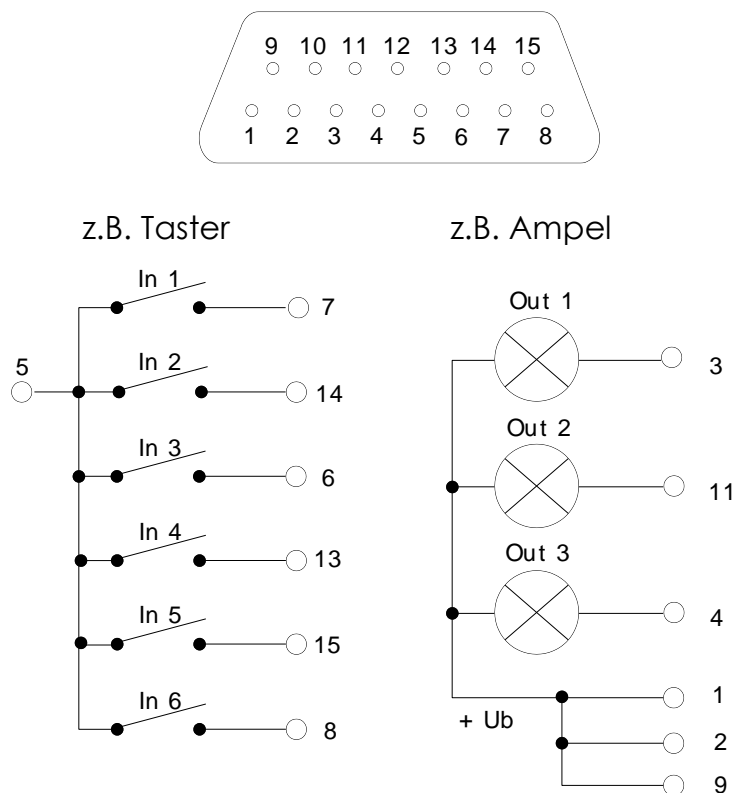 9 10 11 12 13 14 15
1 2 3 4 5 6 7 8
z.B. Taster
In 1
7
5
In 2
14
In 3
6
In 4
13
In 5
15
In 6
8
z.B. Ampel
Out 1
3
Out 2
11
Out 3
4
1
+ Ub
2
9